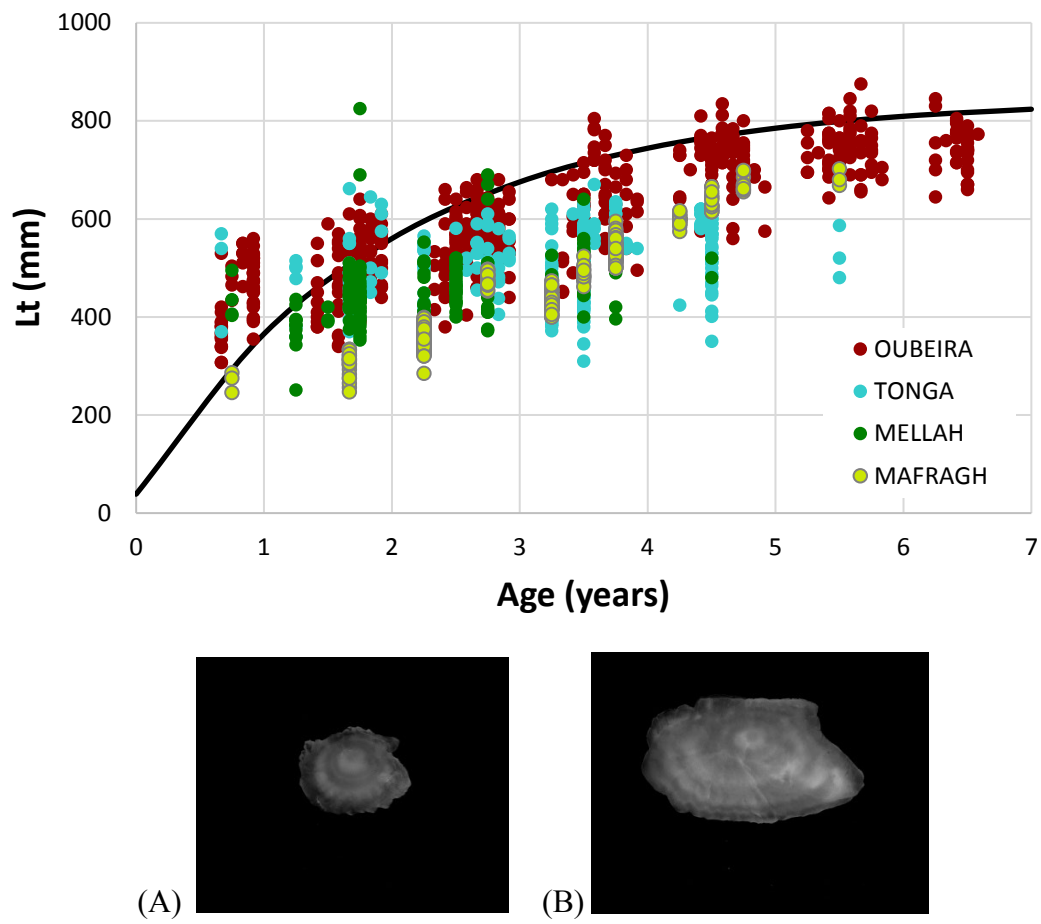 1000
800
600
400
200
0
Lt (mm)
0 1 2 3 4 5 6 7
Age (years)
OUBEIRA
TONGA
MELLAH
MAFRAGH
(A) (B)